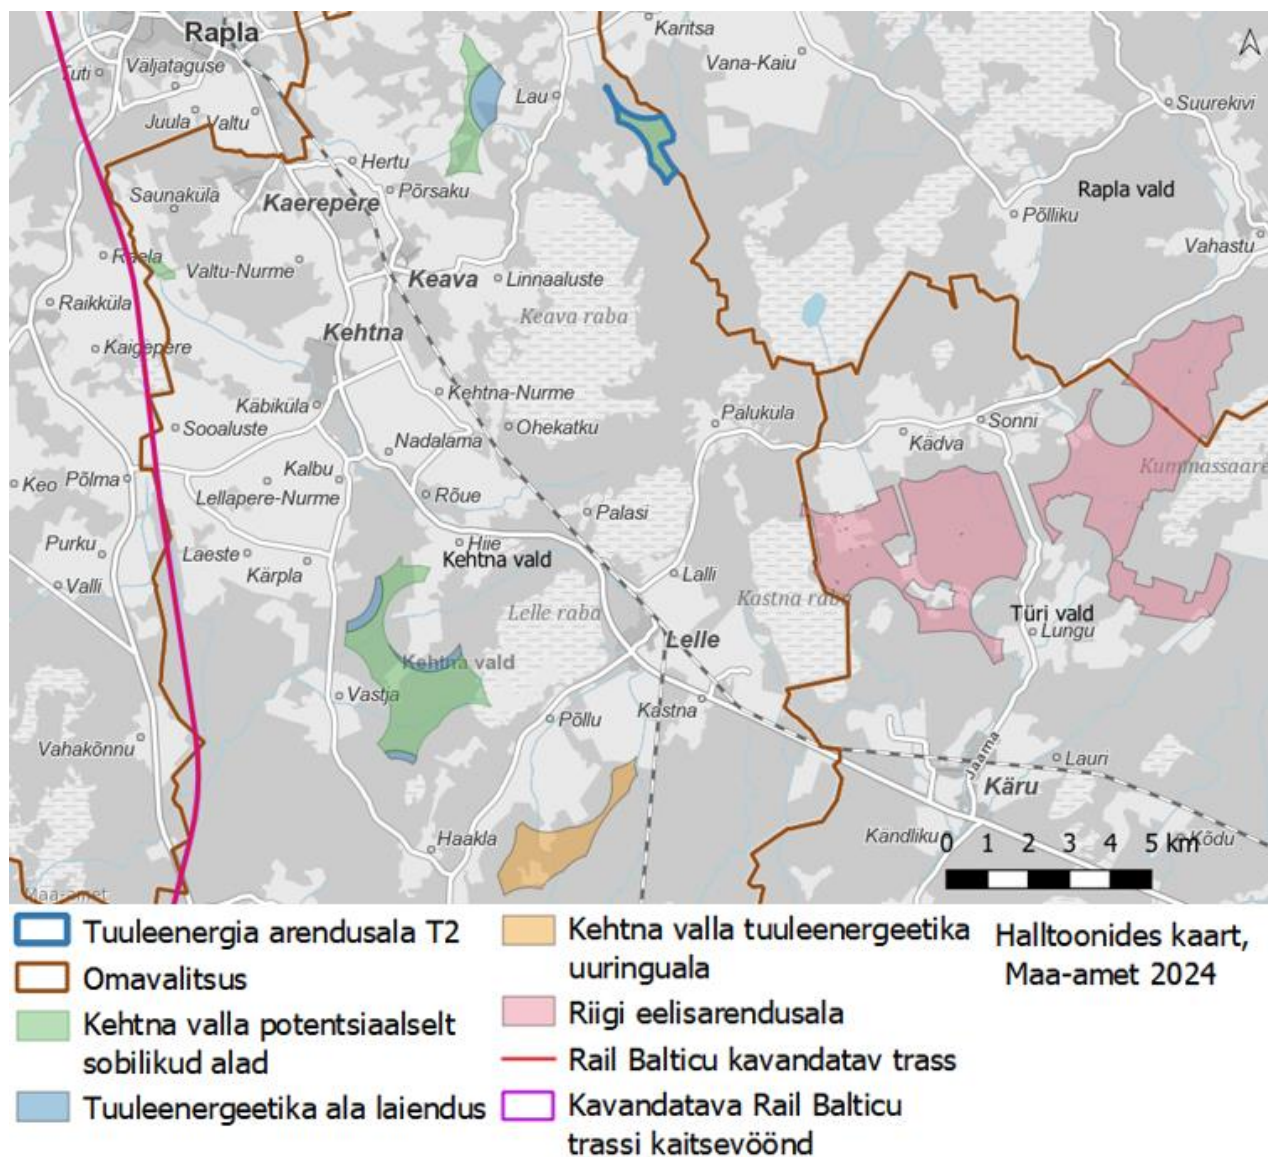 Rapla
Karitsa
Vana-Kaiu
Väljataguse
Juula
Valtu
Lau
Suurekivi
Hertu
Põrsaku
Saunaküla
Kaerepere
Rapla vald
Põlliku
Vahastu
Raela
Valtu-Nurme
Keava
Linnaaluste
Raikküla
Keava raba
Kehtna
Kaigepere
Kehtna-Nurme
Käbiküla
Paluküla
Sooaluste
Nadalama
Ohekatku
Sonni
Kädva
Kummassaare
Keo
Põlma
Kalbu
Lellapere-Nurme
Rõue
Palasi
Purku
Laeste
Hiie
Kehtna vald
Kärpla
Lalli
Valli
Lelle raba
Kastna raba
Türi vald
Lungu
Lelle
Kehtna vald
Vastja
Põllu
Kastna
Vahakõnnu
Jaama
Lauri
Käru
Haakla
Kändliku
0 1 2 3 4 5 km
Kõdu
Maa-amet
Tuuleenergia arendusala T2
Omavalitsus
Kehtna valla potentsiaalselt
sobilikud alad
Tuuleenergeetika ala laiendus
Kehtna valla tuuleenergeetika
uuringuala
Riigi eelisarendusala
Rail Balticu kavandatav trass
Kavandatava Rail Balticu
trassi kaitsevöönd
Halltoonides kaart,
Maa-amet 2024